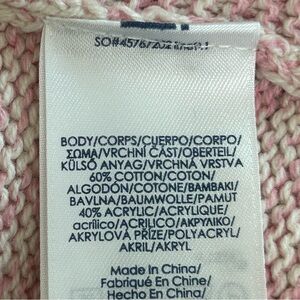 BODY/CORPS/CUERPO/CORPO/
ΣΩΜΑ/VRCHNÍ ČÁST/OBERTEIL/
KÜLSŐ ANYAG/VRCHNÁ VRSTVA
60% COTTON/COTON/
ALGODÓN/COTONE/ΒΑΜΒΑΚΙ/
BAVLNA/BAUMWOLLE/PAMUT
40% ACRYLIC/ACRYLIQUE/
acrílico/ACRILICO/ΑΚΡΥΛΙΚΟ/
AKRYLOVÁ PŘÍZE/POLYACRYL/
AKRIL/AKRYL
Made In China/
Fabriqué En Chine/
Hecho En China/